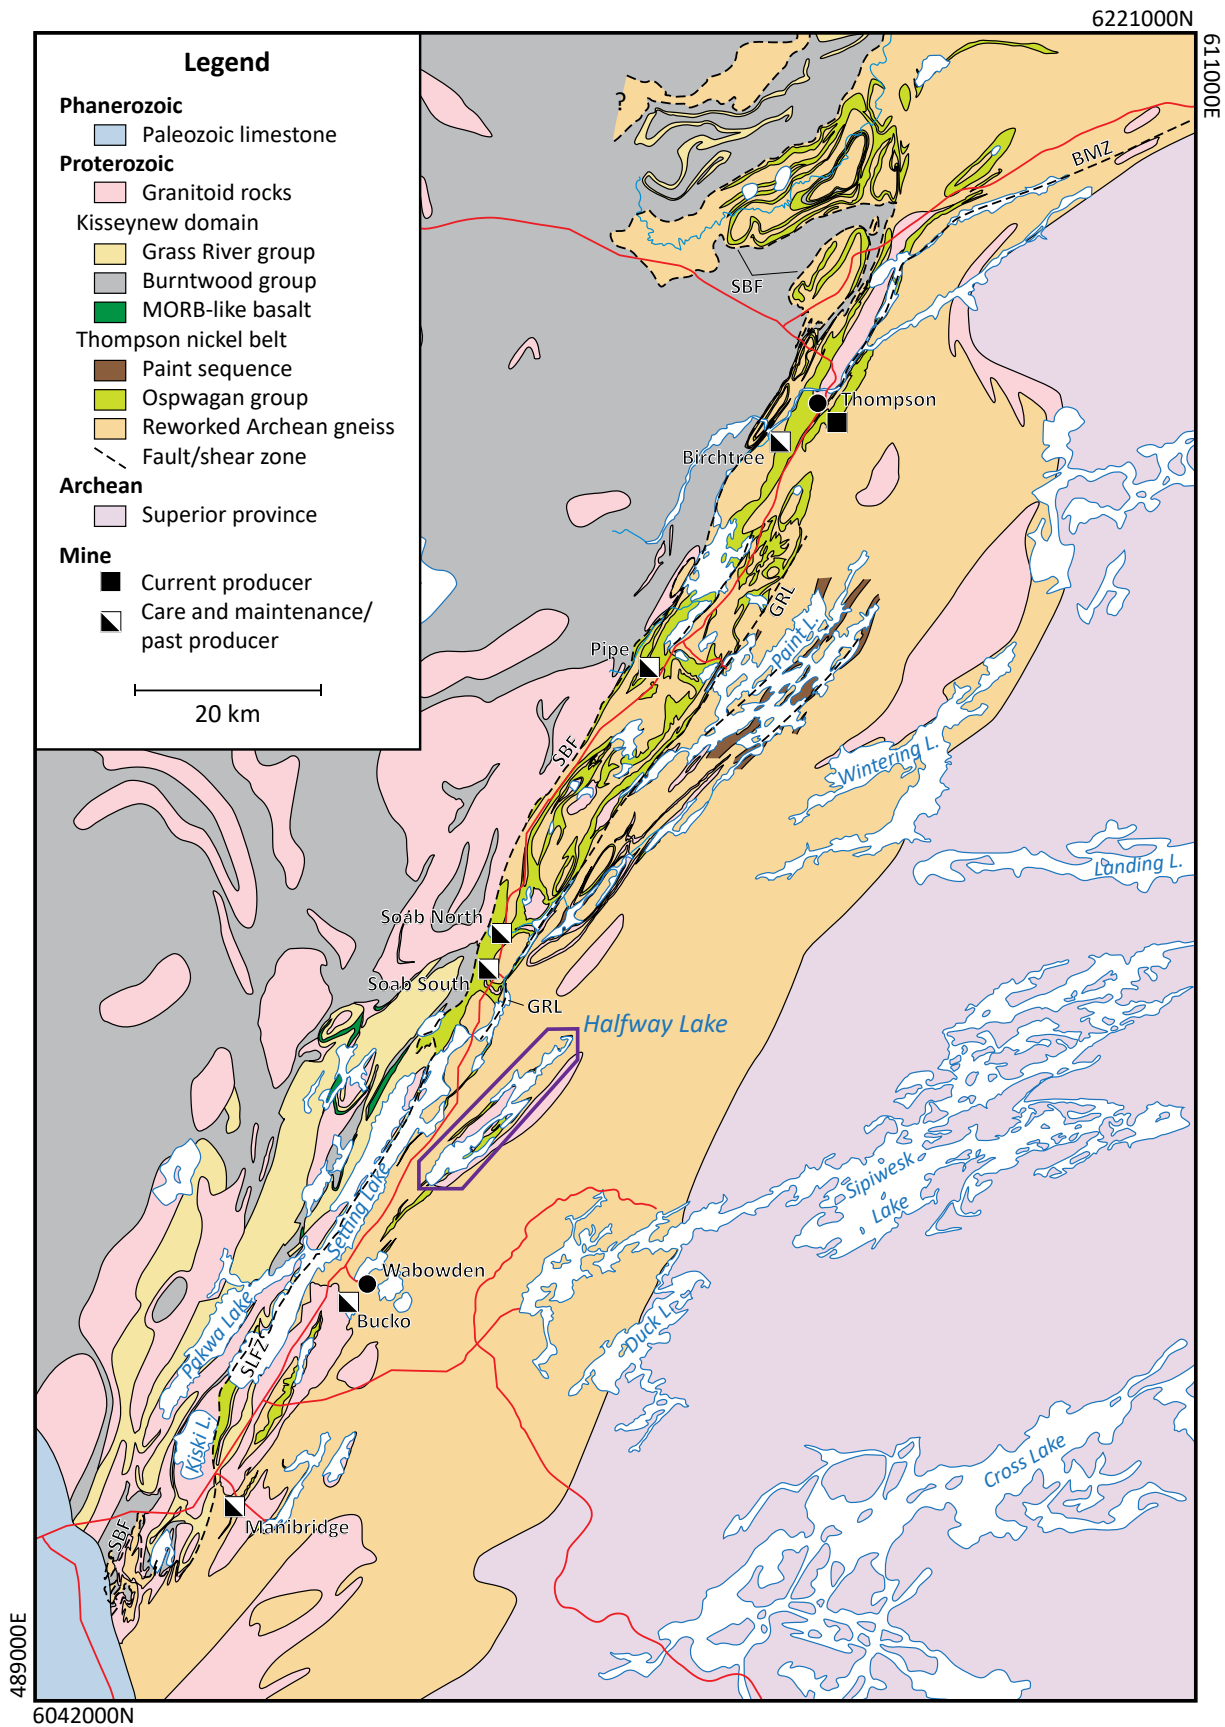 6221000N
611000E
Legend
Phanerozoic
Paleozoic limestone
Proterozoic
Granitoid rocks
Kisseynew domain
Grass River group
Burntwood group
MORB-like basalt
Thompson nickel belt
Paint sequence
Ospwagan group
Reworked Archean gneiss
Fault/shear zone
Archean
Superior province
Mine
Current producer
Care and maintenance/
past producer
20 km
?
BMZ
SBF
Thompson
Birchtree
GRL
Paint L.
Pipe
SBF
Wintering L.
Landing L.
Soab North
Soab South
GRL
Halfway Lake
Sipiwesk
Lake
Setting Lake
Wabowden
Bucko
Pakwa Lake
SLFZ
Duck L.
Kiski L.
Cross Lake
Manibridge
SBF
489000E
6042000N